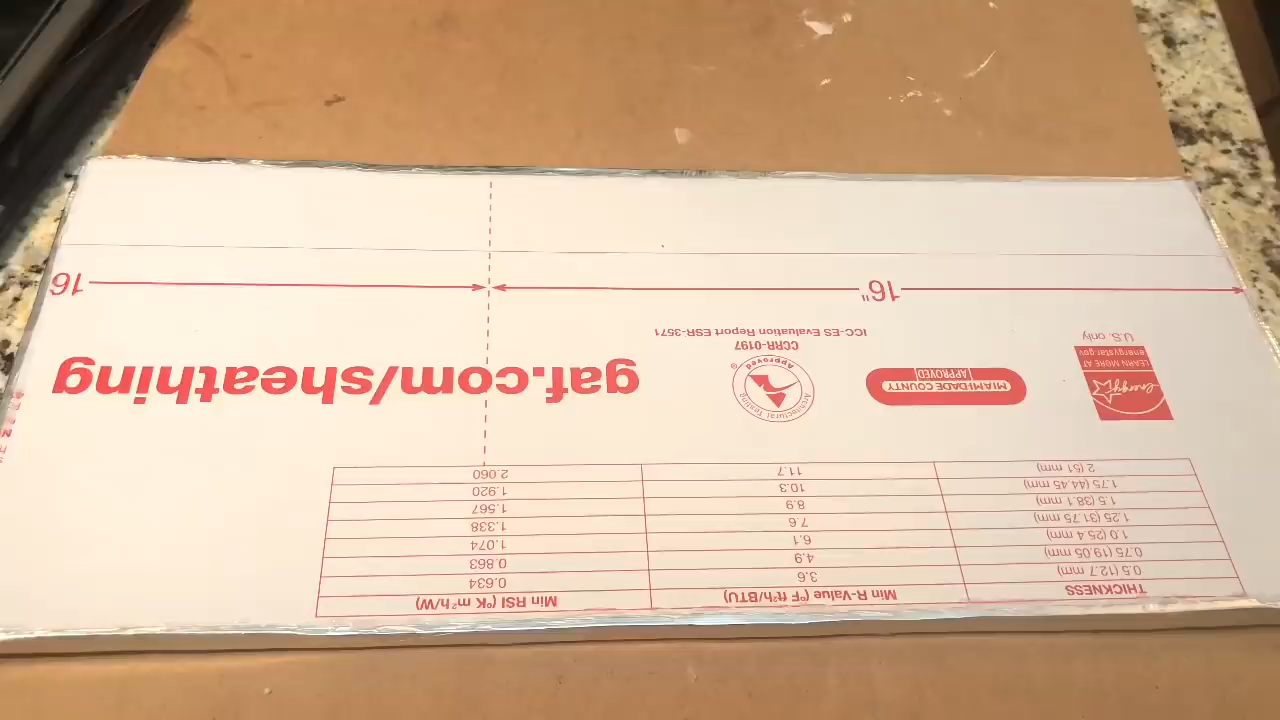 THICKNESS Min R-Value (°F ft²h/BTU) Min RSI (°K m²h/W)
0.5 (12.7 mm) 3.6 0.634
0.75 (19.05 mm) 4.9 0.863
1.0 (25.4 mm) 6.1 1.074
1.25 (31.75 mm) 7.6 1.338
1.5 (38.1 mm) 8.9 1.567
1.75 (44.45 mm) 10.3 1.920
2 (51 mm) 11.7 2.060
energy
LEARN MORE AT
energystar.gov
U.S. only
MIAMI-DADE COUNTY
APPROVED
Architectural Testing
Approved
®
CCRR-0197
ICC-ES Evaluation Report ESR-3571
gaf.com/sheathing
16"
16